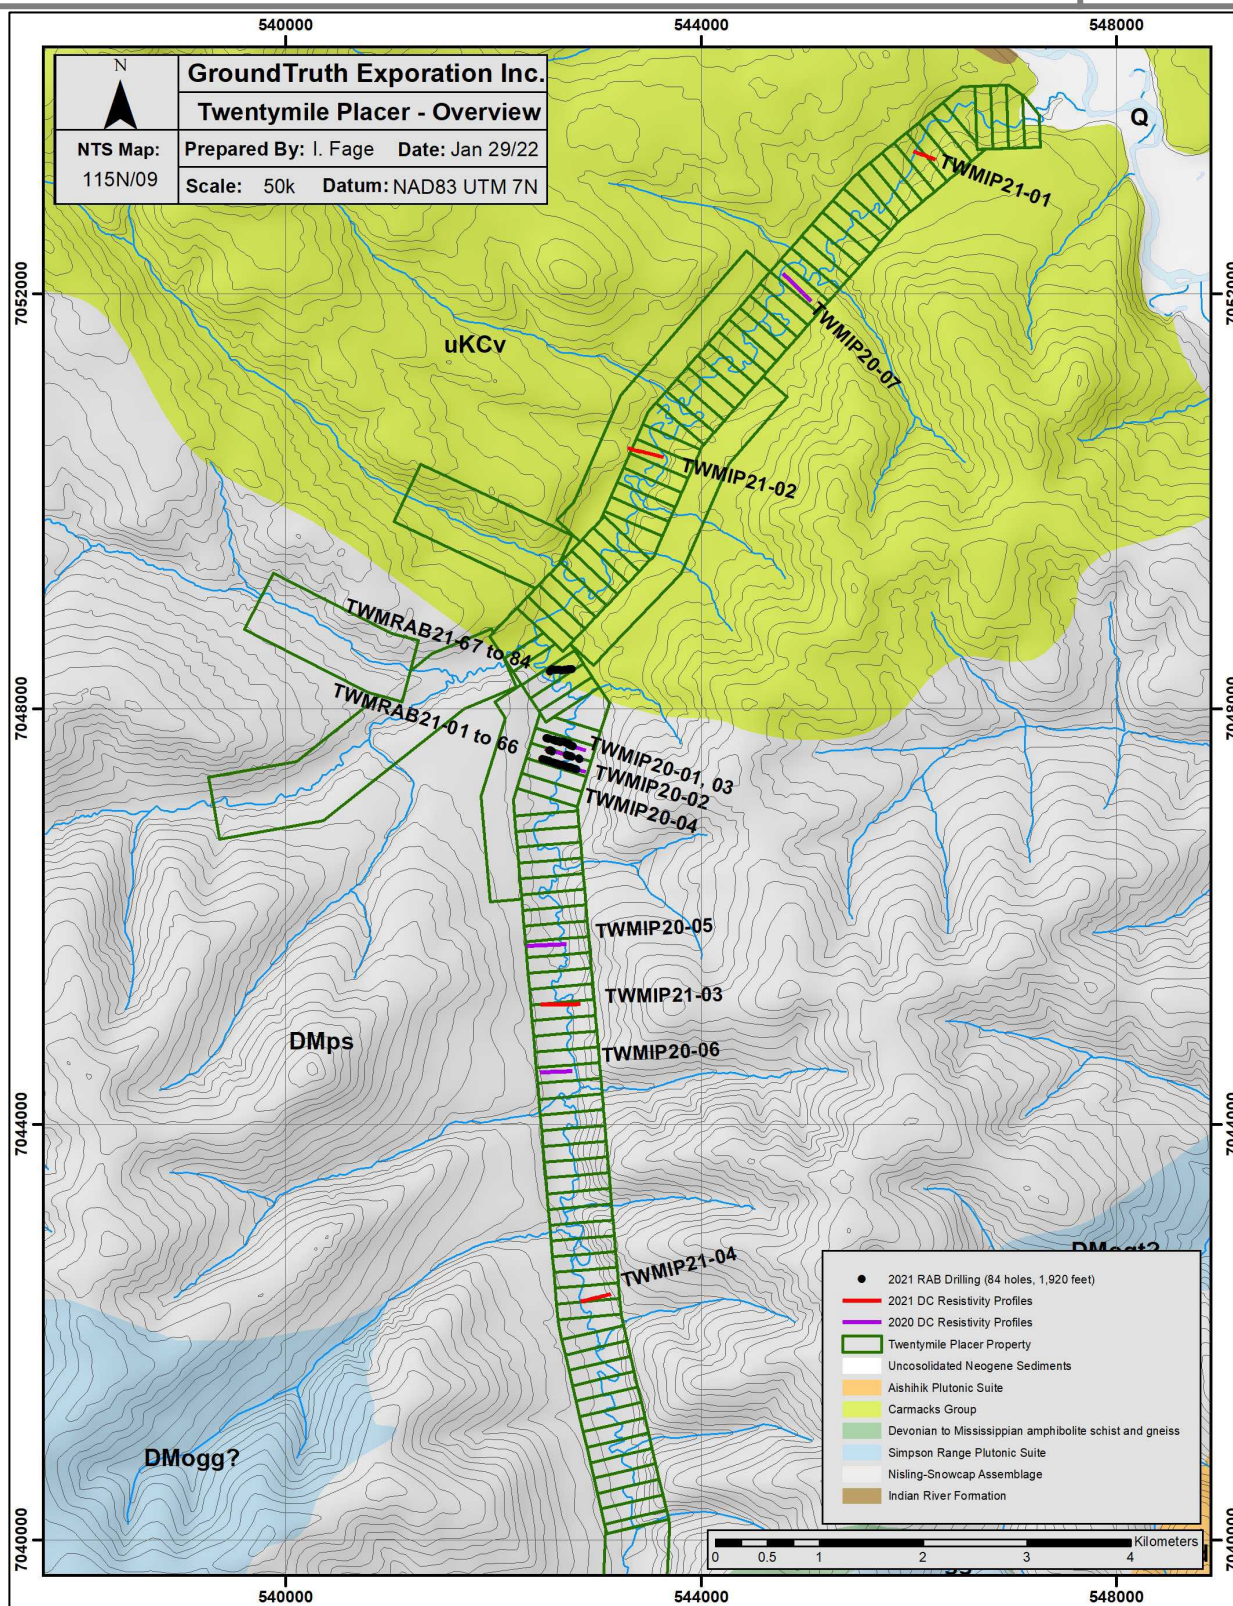 540000
544000
548000
N
NTS Map:
115N/09
GroundTruth Exporation Inc.
Twentymile Placer - Overview
Prepared By: I. Fage Date: Jan 29/22
Scale: 50k Datum: NAD83 UTM 7N
Q
TWMIP21-01
7052000
7052000
TWMIP20-07
uKCv
TWMIP21-02
TWMRAB21-67 to 84
TWMRAB21-01 to 66
7048000
7048000
TWMIP20-01, 03
TWMIP20-02
TWMIP20-04
TWMIP20-05
TWMIP21-03
DMps
TWMIP20-06
7044000
7044000
TWMIP21-04
DMogt?
DMogg?
2021 RAB Drilling (84 holes, 1,920 feet)
2021 DC Resistivity Profiles
2020 DC Resistivity Profiles
Twentymile Placer Property
Uncosolidated Neogene Sediments
Aishihik Plutonic Suite
Carmacks Group
Devonian to Mississippian amphibolite schist and gneiss
Simpson Range Plutonic Suite
Nisling-Snowcap Assemblage
Indian River Formation
7040000
7040000
Kilometers
0 0.5 1 2 3 4
540000
544000
548000